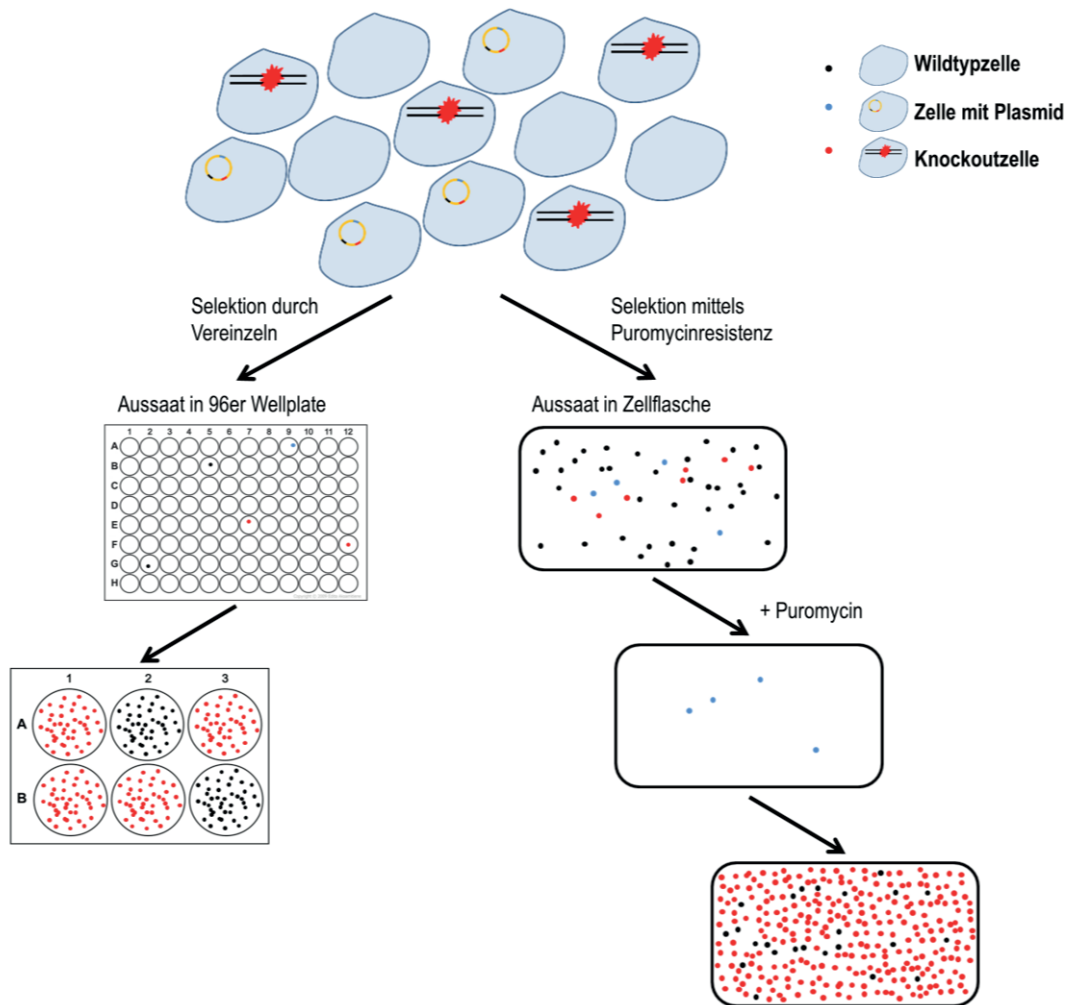 Wildtypzelle
Zelle mit Plasmid
Knockoutzelle
Selektion durch
Vereinzeln
Selektion mittels
Puromycinresistenz
Aussaat in 96er Wellplate
Aussaat in Zellflasche
1 2 3 4 5 6 7 8 9 10 11 12
A
B
C
D
E
F
G
H
+ Puromycin
1 2 3
A
B